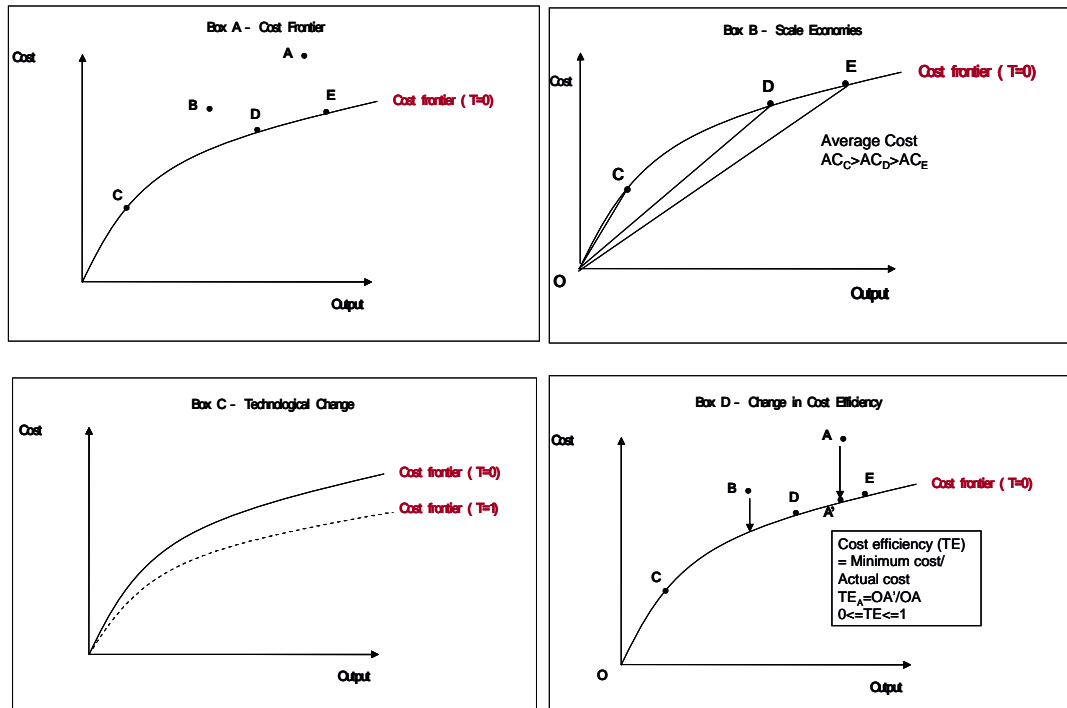 Box A – Cost Frontier
Cost
A
B
D
E
Cost frontier ( T=0)
C
Output
Box B – Scale Economies
Cost
D
E
Cost frontier ( T=0)
Average Cost
AC_C>AC_D>AC_E
C
O
Output
Box C – Technological Change
Cost
Cost frontier ( T=0)
Cost frontier (T=1)
Output
Box D – Change in Cost Efficiency
Cost
A
B
D
E
Cost frontier ( T=0)
A'
Cost efficiency (TE)
= Minimum cost/
Actual cost
TE_A=OA'/OA
0<=TE<=1
C
O
Output